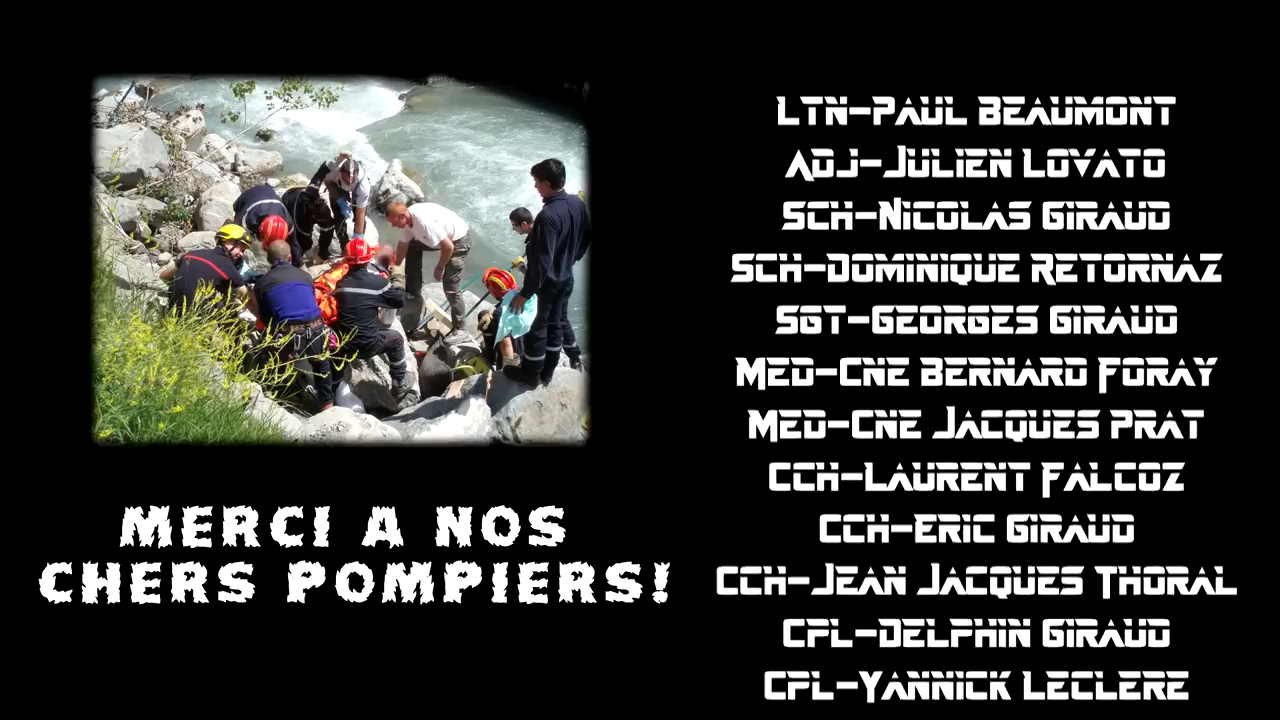 MERCI A NOS
CHERS POMPIERS!
LTN-PAUL BEAUMONT
ADJ-JULIEN LOVATO
SCH-NICOLAS GIRAUD
SCH-DOMINIQUE RETORNAZ
SGT-GEORGES GIRAUD
MED-CNE BERNARD FORAY
MED-CNE JACQUES PRAT
CCH-LAURENT FALCOZ
CCH-ERIC GIRAUD
CCH-JEAN JACQUES THORAL
CPL-DELPHIN GIRAUD
CPL-YANNICK LECLERE